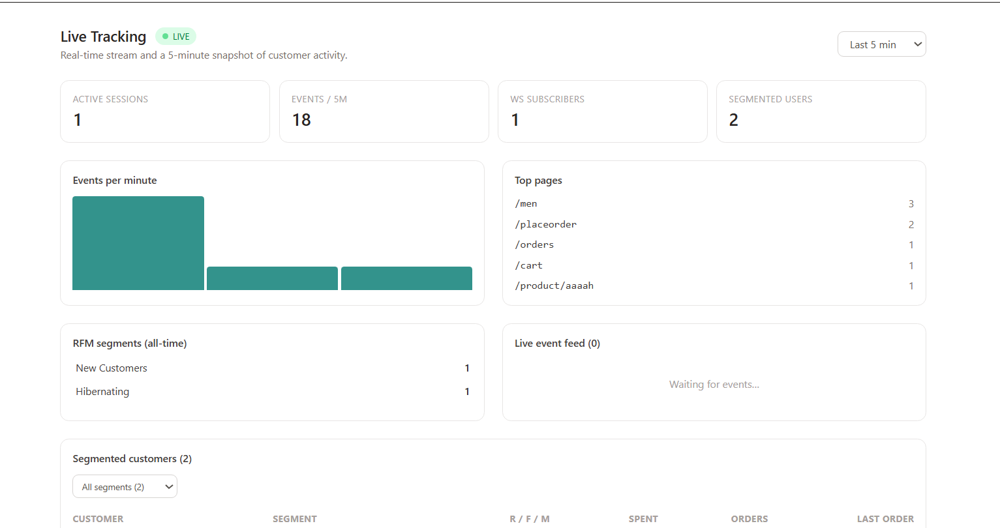 Live Tracking
LIVE
Real-time stream and a 5-minute snapshot of customer activity.
Last 5 min
ACTIVE SESSIONS
1
EVENTS / 5M
18
WS SUBSCRIBERS
1
SEGMENTED USERS
2
Events per minute
Top pages
/men 3
/placeorder 2
/orders 1
/cart 1
/product/aaaah 1
RFM segments (all-time)
New Customers 1
Hibernating 1
Live event feed (0)
Waiting for events...
Segmented customers (2)
All segments (2)
CUSTOMER SEGMENT R / F / M SPENT ORDERS LAST ORDER